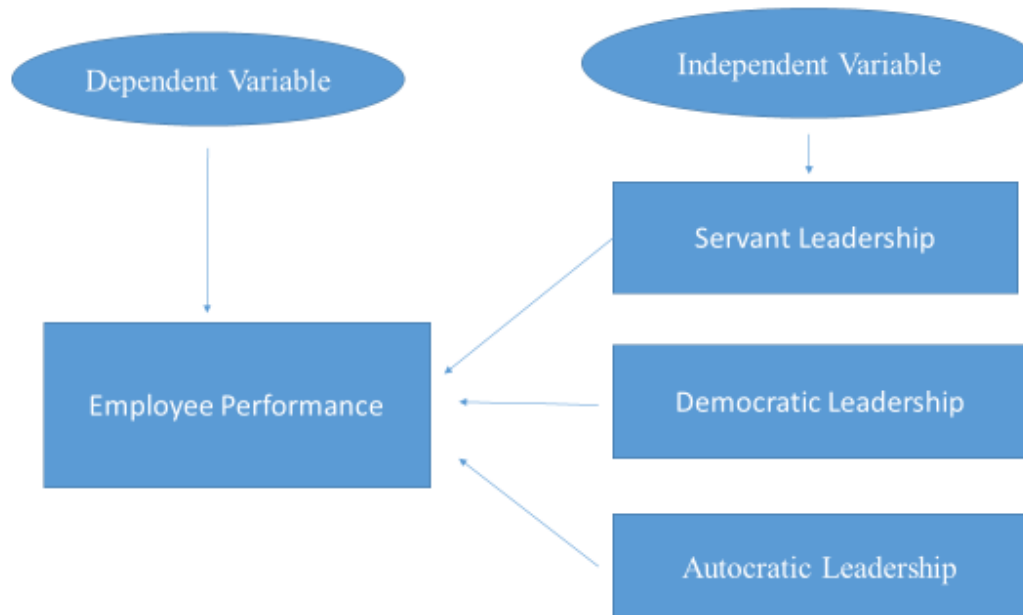 Dependent Variable
Independent Variable
Servant Leadership
Employee Performance
Democratic Leadership
Autocratic Leadership